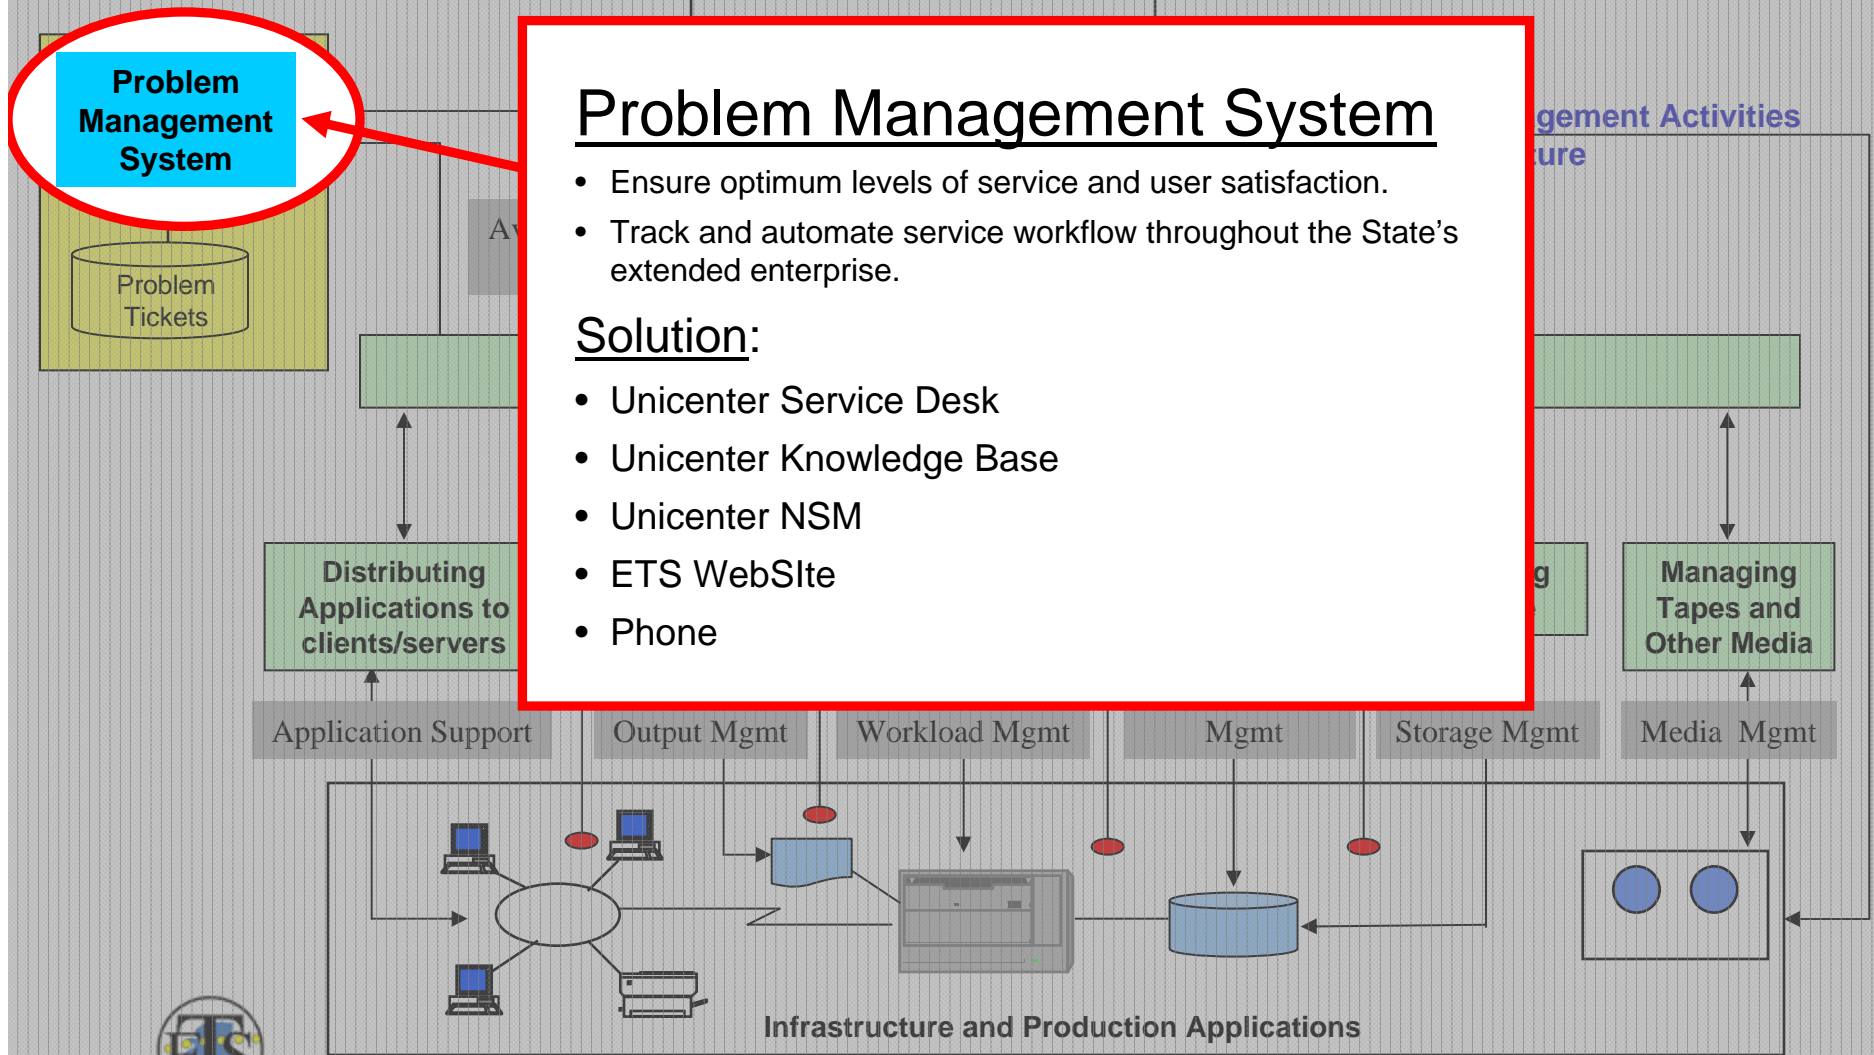 Problem
Management
System
Problem
Tickets
Problem Management System
• Ensure optimum levels of service and user satisfaction.
• Track and automate service workflow throughout the State’s
extended enterprise.
Solution:
• Unicenter Service Desk
• Unicenter Knowledge Base
• Unicenter NSM
• ETS WebSIte
• Phone
Activities
Distributing
Applications to
clients/servers
Managing
Tapes and
Other Media
Application Support
Output Mgmt
Workload Mgmt
Mgmt
Storage Mgmt
Media Mgmt
Infrastructure and Production Applications
ETS